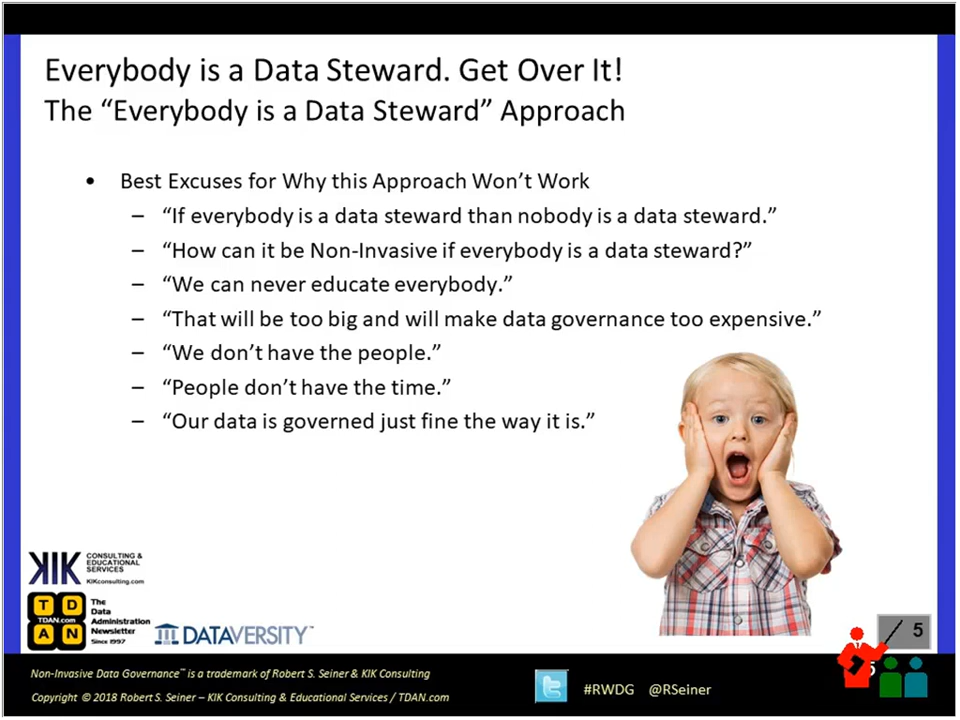 Everybody is a Data Steward. Get Over It!
The “Everybody is a Data Steward” Approach
• Best Excuses for Why this Approach Won’t Work
– “If everybody is a data steward than nobody is a data steward.”
– “How can it be Non-Invasive if everybody is a data steward?”
– “We can never educate everybody.”
– “That will be too big and will make data governance too expensive.”
– “We don’t have the people.”
– “People don’t have the time.”
– “Our data is governed just fine the way it is.”
KIK
CONSULTING &
EDUCATIONAL
SERVICES
KIKconsulting.com
T D
TDAN.com
A N
The
Data
Administration
Newsletter
Since 1997
DATAVERSITY™
5
5
Non-Invasive Data Governance™ is a trademark of Robert S. Seiner & KIK Consulting
Copyright © 2018 Robert S. Seiner – KIK Consulting & Educational Services / TDAN.com
#RWDG @RSeiner